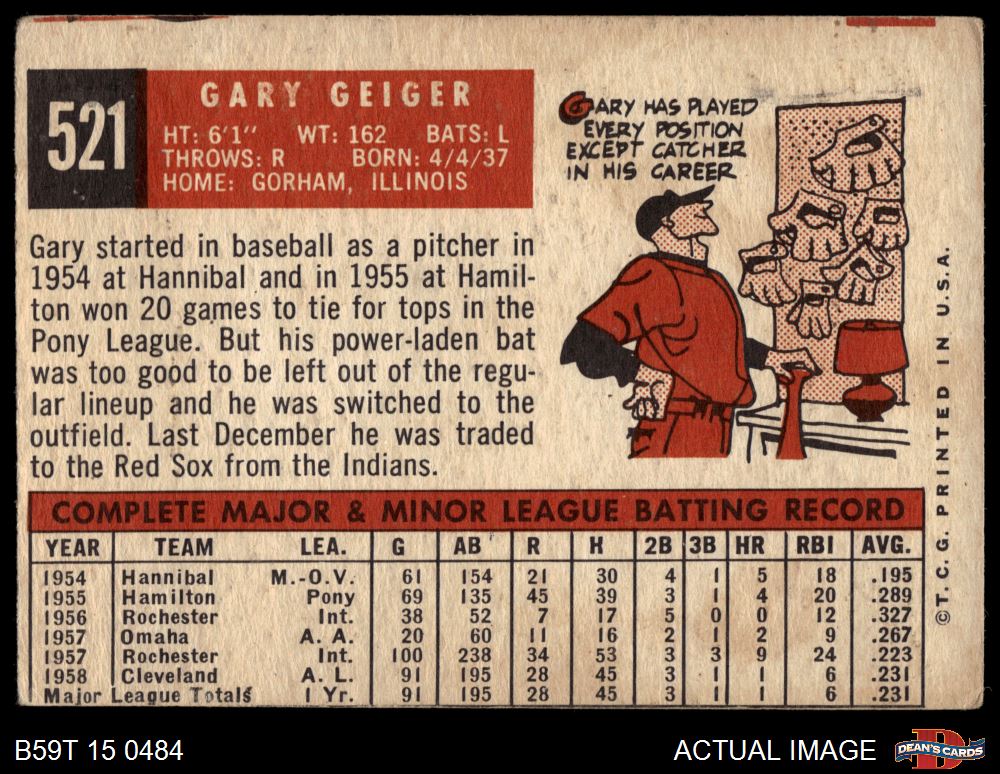 521
GARY GEIGER
HT: 6'1" WT: 162 BATS: L
THROWS: R BORN: 4/4/37
HOME: GORHAM, ILLINOIS
GARY HAS PLAYED
EVERY POSITION
EXCEPT CATCHER
IN HIS CAREER
Gary started in baseball as a pitcher in
1954 at Hannibal and in 1955 at Hamil-
ton won 20 games to tie for tops in the
Pony League. But his power-laden bat
was too good to be left out of the regu-
lar lineup and he was switched to the
outfield. Last December he was traded
to the Red Sox from the Indians.
COMPLETE MAJOR & MINOR LEAGUE BATTING RECORD
YEAR TEAM LEA. G AB R H 2B 3B HR RBI AVG.
1954 Hannibal M.-O.V. 61 154 21 30 4 1 5 18 .195
1955 Hamilton Pony 69 135 45 39 3 1 4 20 .289
1956 Rochester Int. 38 52 7 17 5 0 0 12 .327
1957 Omaha A. A. 20 60 11 16 2 1 2 9 .267
1957 Rochester Int. 100 238 34 53 3 3 9 24 .223
1958 Cleveland A. L. 91 195 28 45 3 1 1 6 .231
Major League Totals 1 Yr. 91 195 28 45 3 1 1 6 .231
©T. C. G. PRINTED IN U. S. A.
B59T 15 0484
ACTUAL IMAGE
D
DEAN'S CARDS